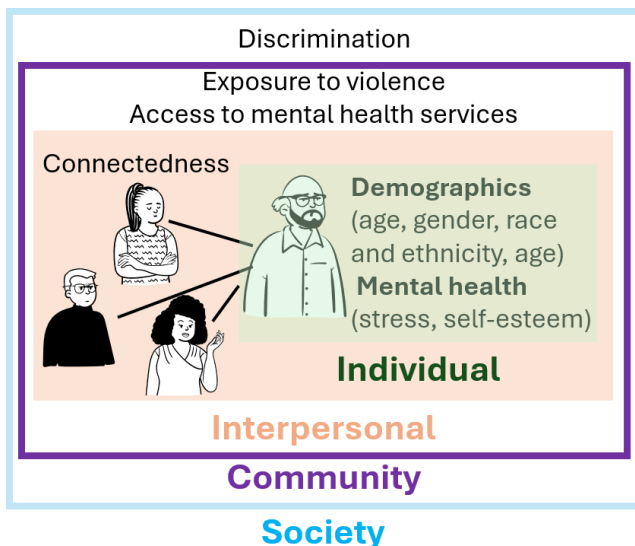 Discrimination
Exposure to violence
Access to mental health services
Connectedness
Demographics
(age, gender, race
and ethnicity, age)
Mental health
(stress, self-esteem)
Individual
Interpersonal
Community
Society